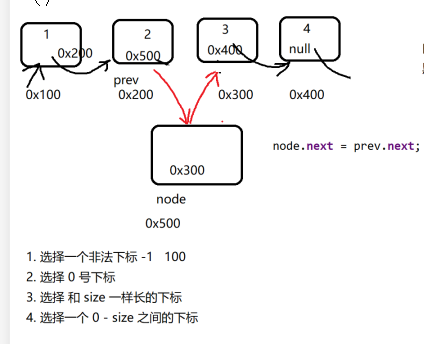 1 2 3 4
0x200 0x500 0x400 null
prev
0x100 0x200 0x300 0x400
node.next = prev.next;
0x300
node
0x500
1. 选择一个非法下标 -1 100
2. 选择 0 号下标
3. 选择 和 size 一样长的下标
4. 选择一个 0 - size 之间的下标